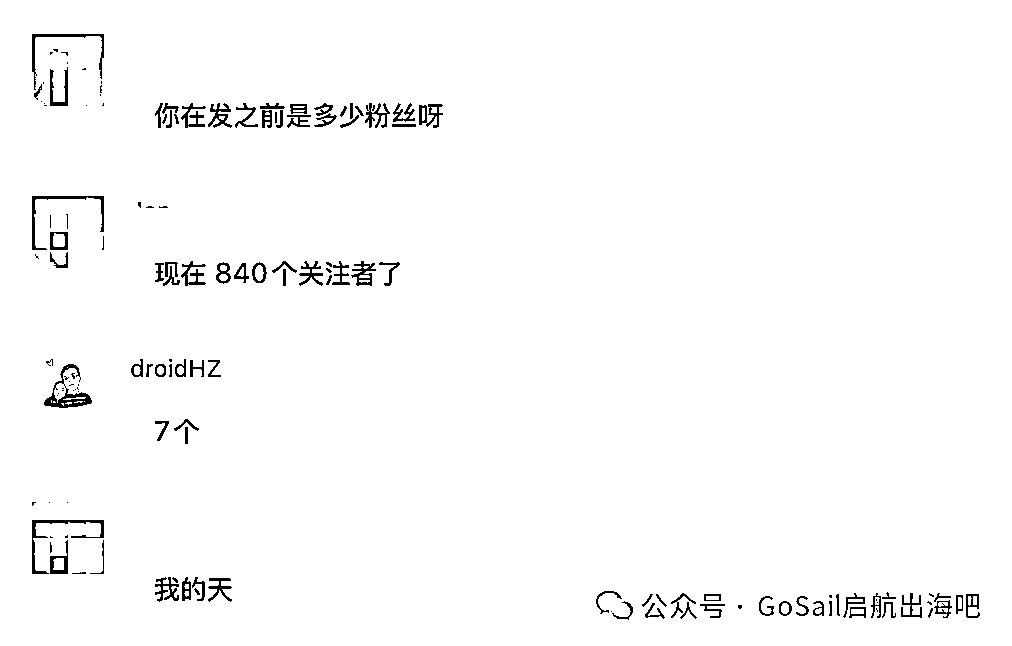 你在发之前是多少粉丝呀
现在 840个关注者了
droidHZ
7个
我的天
公众号 · GoSail启航出海吧